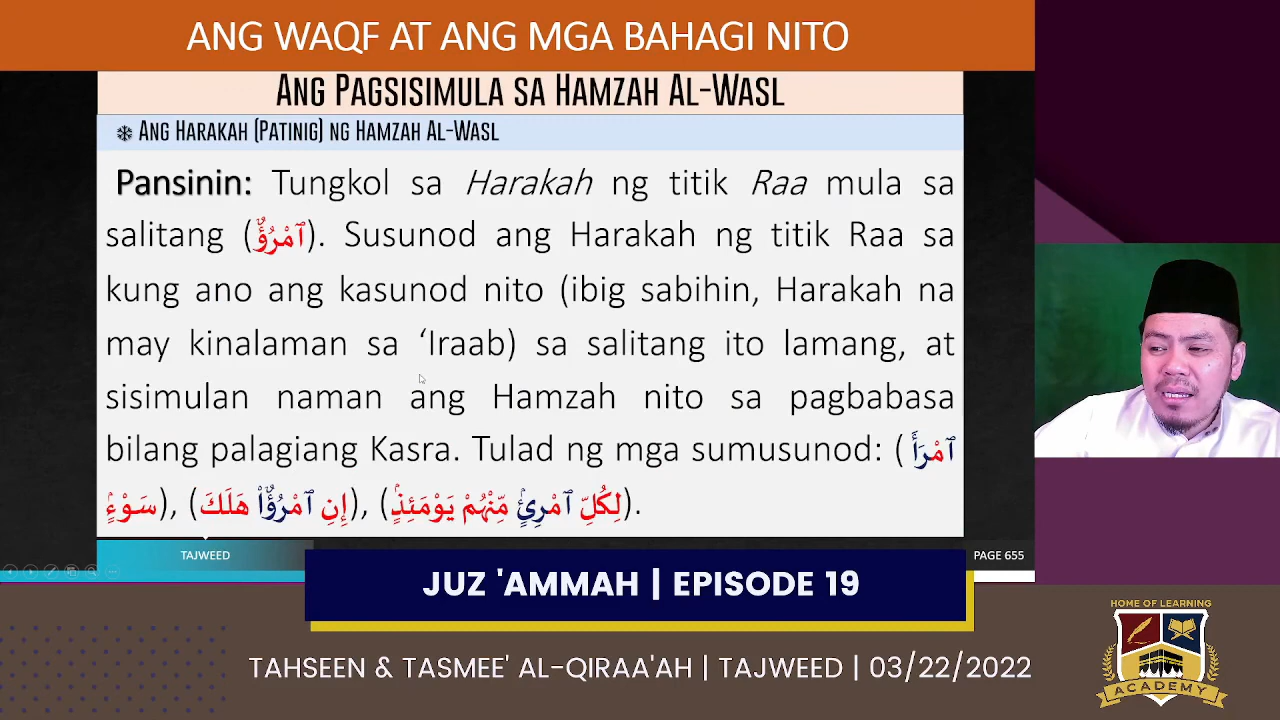 ANG WAQF AT ANG MGA BAHAGI NITO
ANG PAGSISIMULA SA HAMZAH AL-WASL
❄ ANG HARAKAH (PATINIG) NG HAMZAH AL-WASL
Pansinin: Tungkol sa Harakah ng titik Raa mula sa
salitang (ٱمْرُؤٌ). Susunod ang Harakah ng titik Raa sa
kung ano ang kasunod nito (ibig sabihin, Harakah na
may kinalaman sa ‘Iraab) sa salitang ito lamang, at
sisimulan naman ang Hamzah nito sa pagbabasa
bilang palagiang Kasra. Tulad ng mga sumusunod: (ٱمْرَأَ
سَوْءٍ), (إِنِ ٱمْرُؤٌا۟ هَلَكَ), (لِكُلِّ ٱمْرِئٍ مِّنْهُمْ يَوْمَئِذٍ).
TAJWEED
PAGE 655
JUZ 'AMMAH | EPISODE 19
TAHSEEN & TASMEE' AL-QIRAA'AH | TAJWEED | 03/22/2022
HOME OF LEARNING
ACADEMY